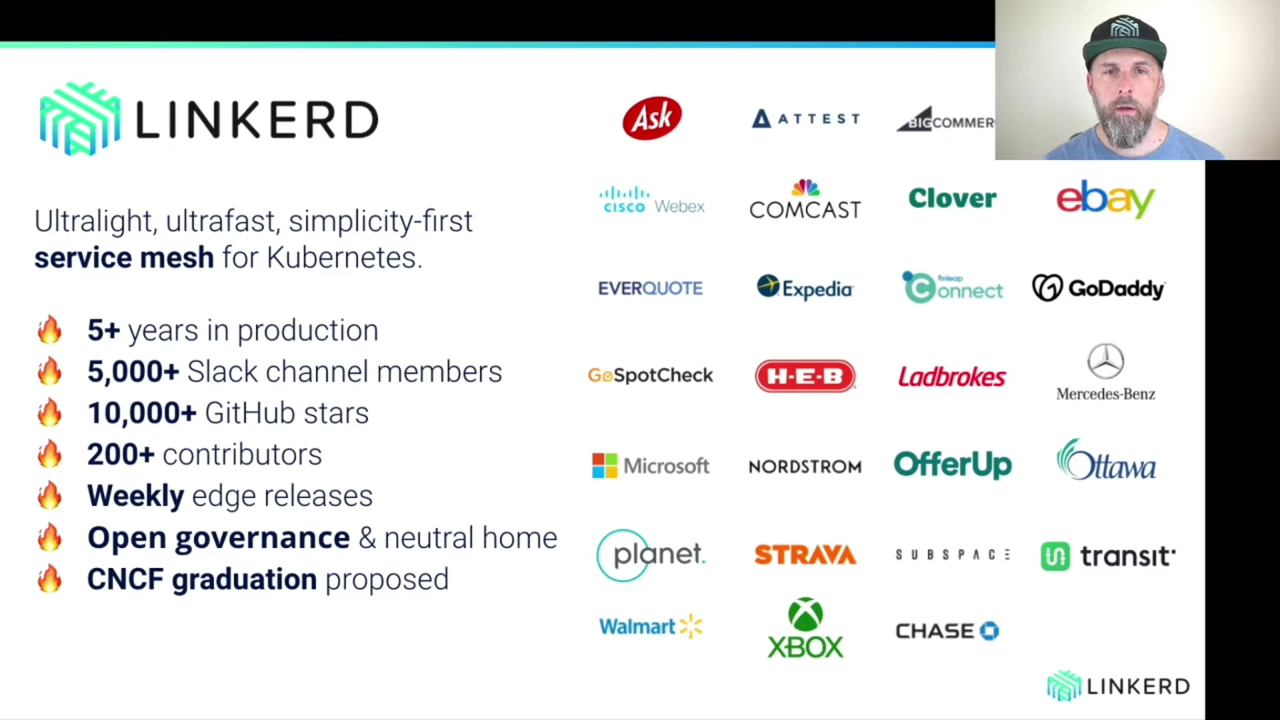 LINKERD
Ultralight, ultrafast, simplicity-first
service mesh for Kubernetes.
5+ years in production
5,000+ Slack channel members
10,000+ GitHub stars
200+ contributors
Weekly edge releases
Open governance & neutral home
CNCF graduation proposed
Ask
ATTEST
BIGCOMMER
CISCO Webex
COMCAST
Clover
ebay
EVERQUOTE
Expedia
finleap
Connect
GoDaddy
GoSpotCheck
H-E-B
Ladbrokes
Mercedes-Benz
Microsoft
NORDSTROM
OfferUp
Ottawa
planet.
STRAVA
SUBSPACE
transit
Walmart
XBOX
CHASE
LINKERD